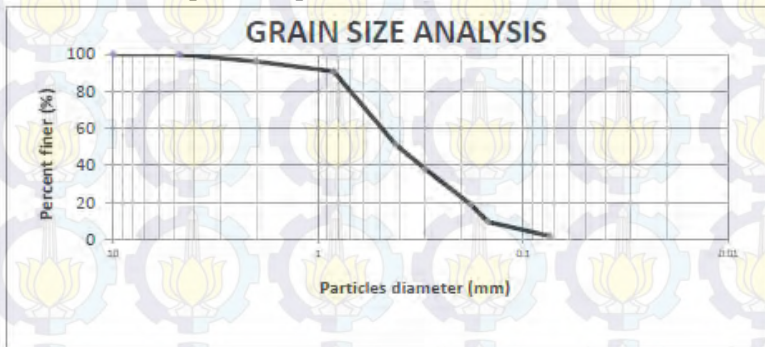 GRAIN SIZE ANALYSIS
100
80
60
40
20
0
Percent finer (%)
10 1 0.1 0.01
Particles diameter (mm)